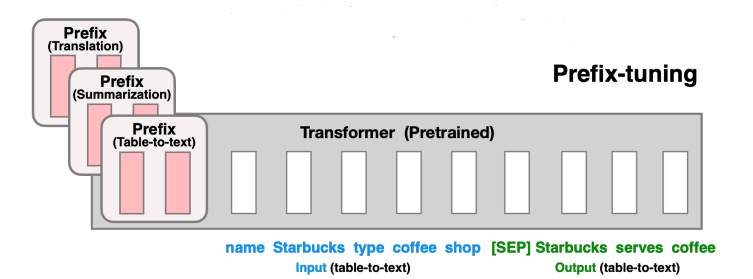 Prefix
(Translation)
Prefix
(Summarization)
Prefix
(Table-to-text)
Prefix-tuning
Transformer (Pretrained)
name Starbucks type coffee shop [SEP] Starbucks serves coffee
Input (table-to-text)
Output (table-to-text)